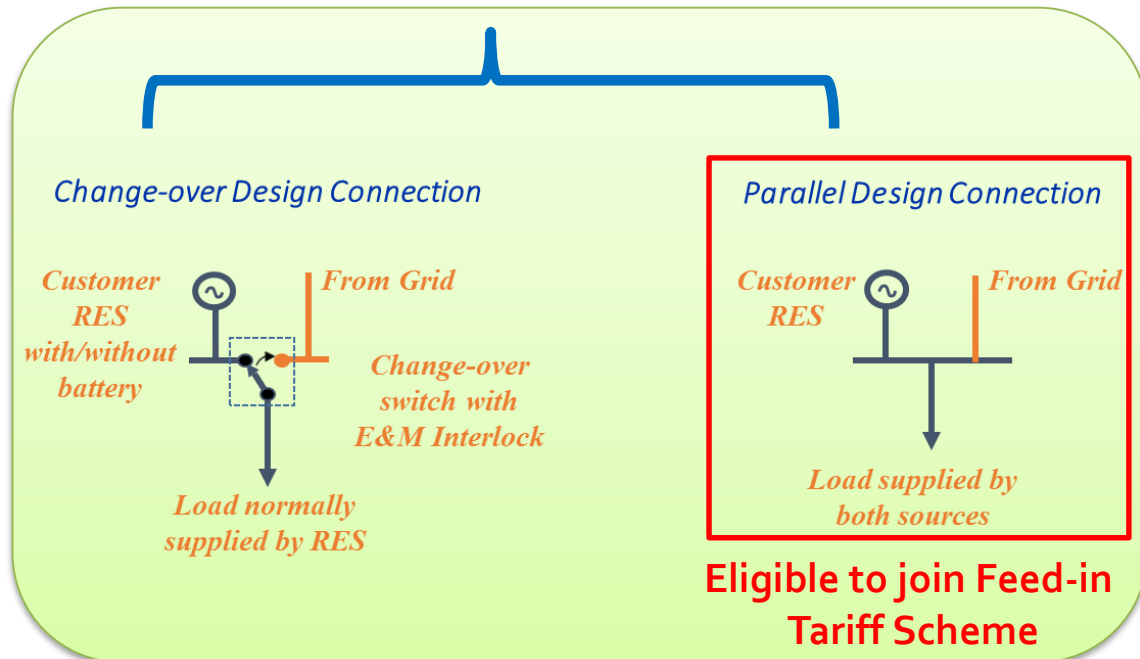 Change-over Design Connection
Customer
RES
with/without
battery
From Grid
Change-over
switch with
E&M Interlock
Load normally
supplied by RES
Parallel Design Connection
Customer
RES
From Grid
Load supplied by
both sources
Eligible to join Feed-in
Tariff Scheme